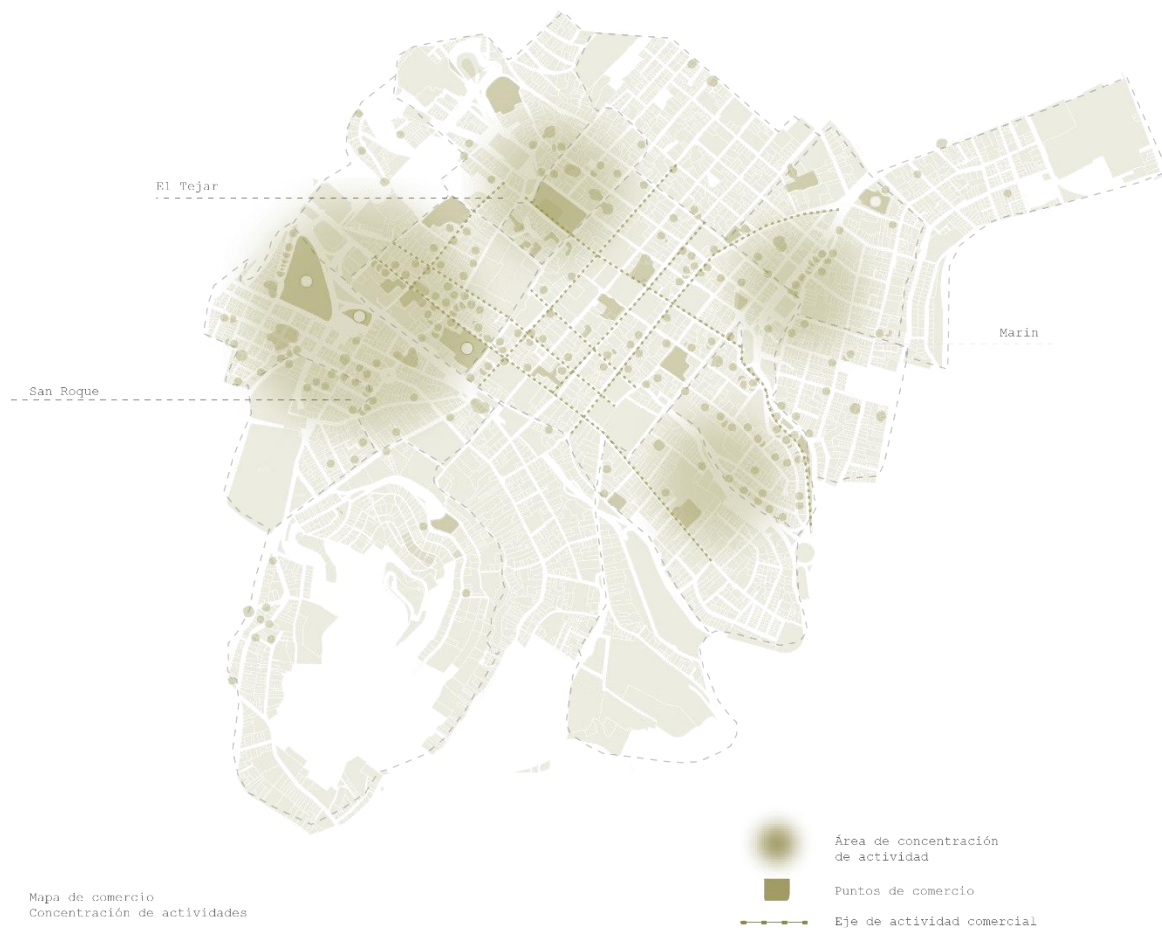 El Tejar
Marin
San Roque
Área de concentración
de actividad
Puntos de comercio
Eje de actividad comercial
Mapa de comercio
Concentración de actividades